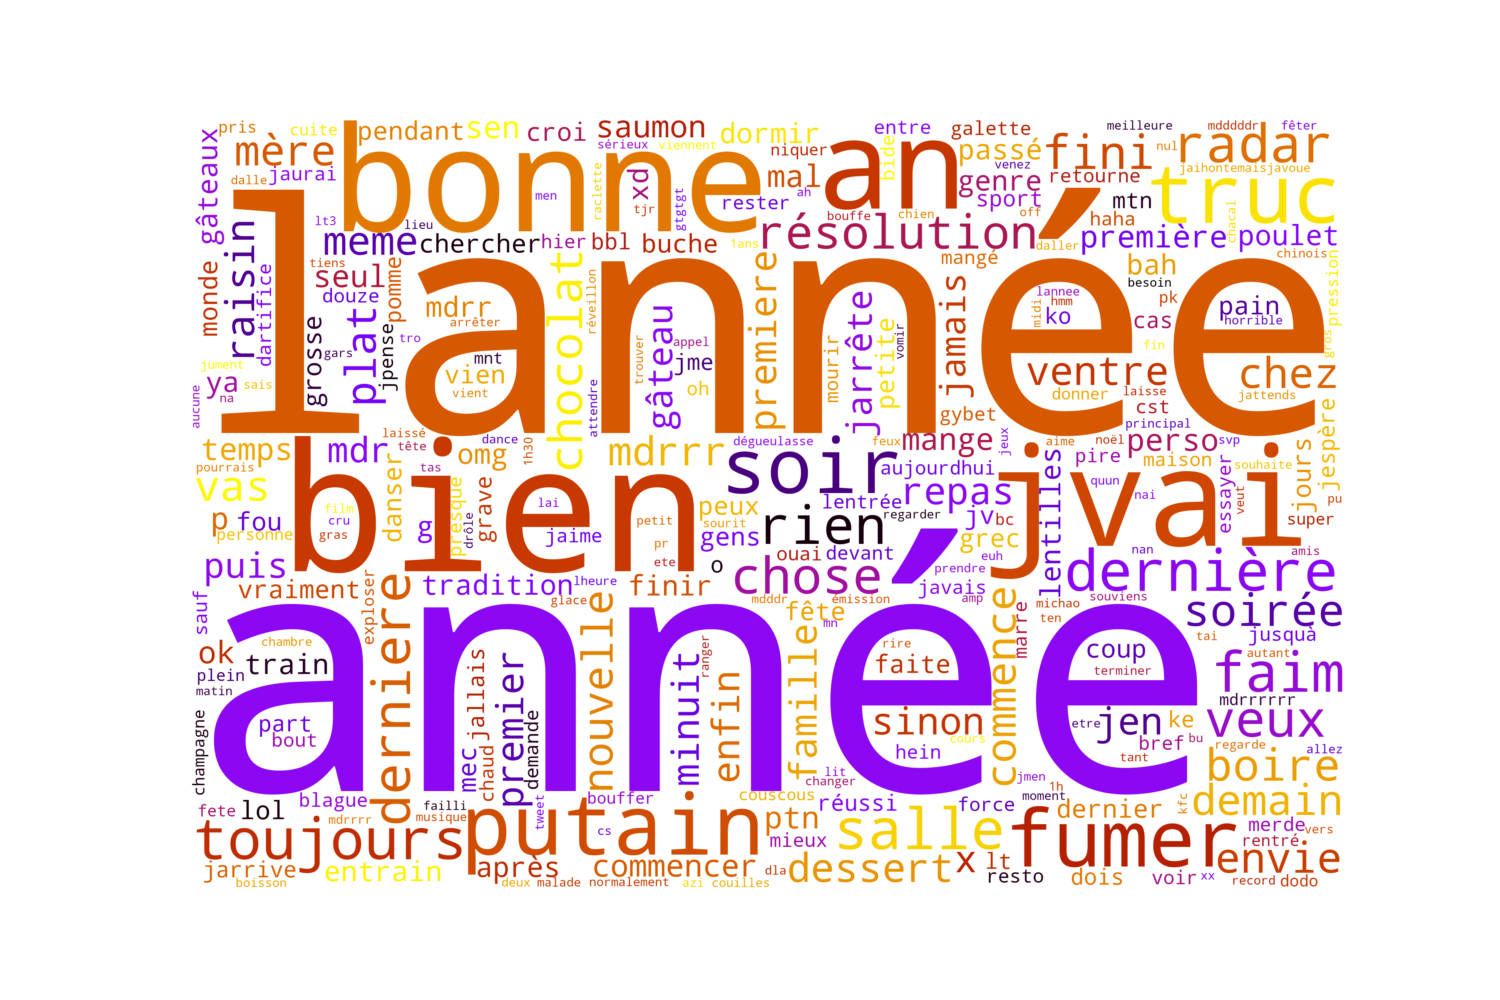 lannée
année
bonne
bien
an
jvai
soir
putain
fumer
truc
dernière
toujours
radar
résolution
rien
chose
salle
faim
veux
fini
mère
saumon
pendant
sen
croi
dormir
entre
galette
meilleure
mdddddr
fêter
pris
cuite
sérieux
viennent
niquer
passé
nul
gâteaux
dalle
jaurai
xd
mal
bide
venez
genre
retourne
jaihontemaisjavoue
raclette
men
tjr
gtgtgt
rester
ah
bouffe
sport
chien
off
mtn
haha
chacal
lt3
lieu
raisin
meme
chercher
hier
bbl
buche
1ans
daller
première
poulet
monde
tiens
seul
mangé
bah
chinois
dartifice
douze
pomme
chocolat
réveillon
premiere
besoin
pression
mdrr
arrêter
gâteau
jarrête
petite
jamais
lannee
hmm
midi
ko
pk
cas
pain
horrible
grosse
plat
jpense
tro
gars
mnt
trouver
appel
jme
mourir
vomir
fin
gros
jument
ya
na
sais
vien
vient
oh
ventre
chez
aucune
attendre
gybet
donner
laisse
cst
jattends
jespère
temps
laissé
tête
mdr
dance
omg
1h30
mdrrr
dégueulasse
feux
mange
jeux
aime
noël
principal
perso
svp
pourrais
tas
aujourdhui
pire
maison
souhaite
jours
vas
danser
presque
drôle
grave
lai
peux
repas
lentilles
quun
nai
essayer
veut
pu
p
fou
film
cru
g
petit
sourit
lentrée
regarder
jv
bc
super
personne
gras
jaime
pr
gens
ouai
devant
grec
euh
nan
amis
puis
ete
o
prendre
sauf
vraiment
exploser
tradition
lheure
finir
javais
amp
souviens
derniere
glace
nouvelle
mdddr
émission
fête
mn
commence
marre
michao
ten
soirée
ok
chambre
train
jallais
premier
ranger
famille
rire
faite
coup
terminer
tai
jusquà
autant
plein
matin
minuit
enfin
mdrrrrrr
champagne
part
bout
mec
chaud
demande
sinon
hein
cours
etre
jen
ke
bref
bu
tant
regarde
allez
boire
fete
lol
blague
mdrrrr
failli
musique
tweet
bouffer
cs
couscous
lit
changer
réussi
force
jmen
moment
1h
dernier
kfc
demain
ptn
mieux
merde
vers
rentré
jarrive
boisson
entrain
après
deux
malade
commencer
normalement
azi
couilles
dla
dessert
x
lt
resto
dois
voir
xx
envie
record
dodo